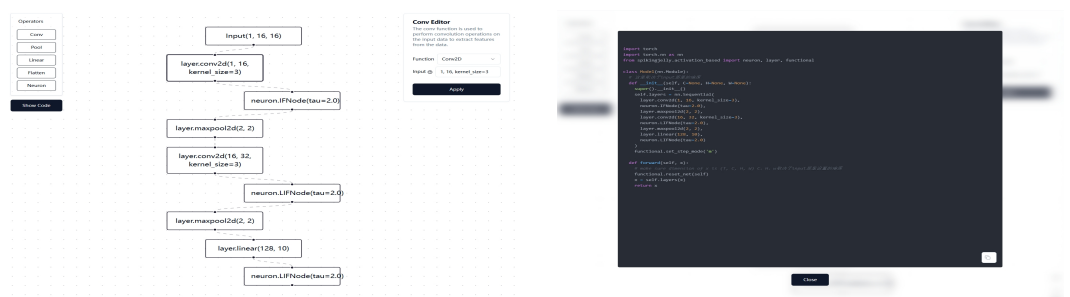 Operators
Conv
Pool
Linear
Flatten
Neuron
Show Code
Input(1, 16, 16)
layer.conv2d(1, 16,
kernel_size=3)
neuron.IFNode(tau=2.0)
layer.maxpool2d(2, 2)
layer.conv2d(16, 32,
kernel_size=3)
neuron.LIFNode(tau=2.0)
layer.maxpool2d(2, 2)
layer.linear(128, 10)
neuron.LIFNode(tau=2.0)
Conv Editor
The conv function is used to
perform convolution operations on
the input data to extract features
from the data.
Function Conv2D
Input 1, 16, kernel_size=3
Apply
import torch
import torch.nn as nn
from spikingjelly.activation_based import neuron, layer, functional
class Model(nn.Module):
def __init__(self, C=None, H=None, W=None):
super().__init__()
self.layers = nn.Sequential(
layer.conv2d(1, 16, kernel_size=3),
neuron.IFNode(tau=2.0),
layer.maxpool2d(2, 2),
layer.conv2d(16, 32, kernel_size=3),
neuron.LIFNode(tau=2.0),
layer.maxpool2d(2, 2),
layer.linear(128, 10),
neuron.LIFNode(tau=2.0)
)
functional.set_step_mode('m')
def forward(self, x):
functional.reset_net(self)
x = self.layers(x)
return x
Close